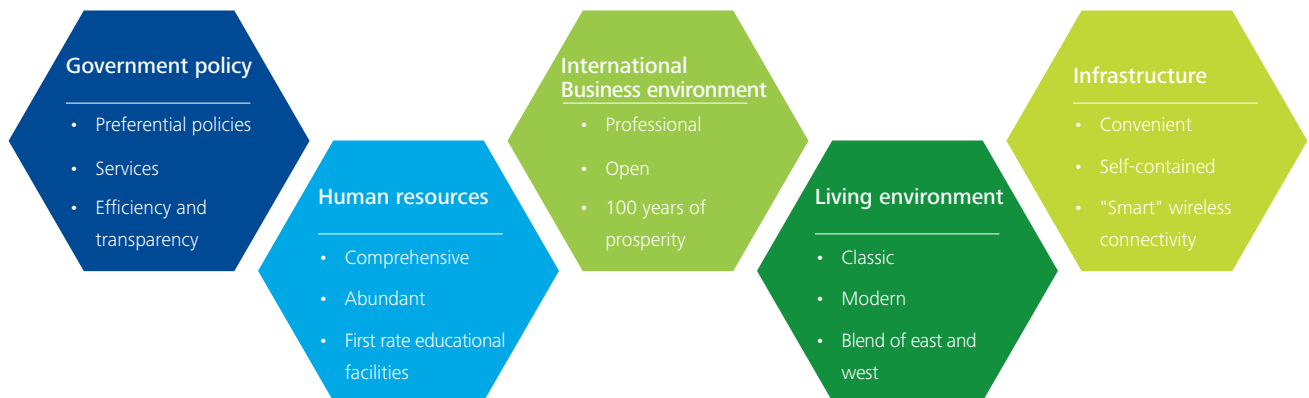 Government policy
• Preferential policies
• Services
• Efficiency and
transparency
Human resources
• Comprehensive
• Abundant
• First rate educational
facilities
International
Business environment
• Professional
• Open
• 100 years of
prosperity
Living environment
• Classic
• Modern
• Blend of east and
west
Infrastructure
• Convenient
• Self-contained
• "Smart" wireless
connectivity